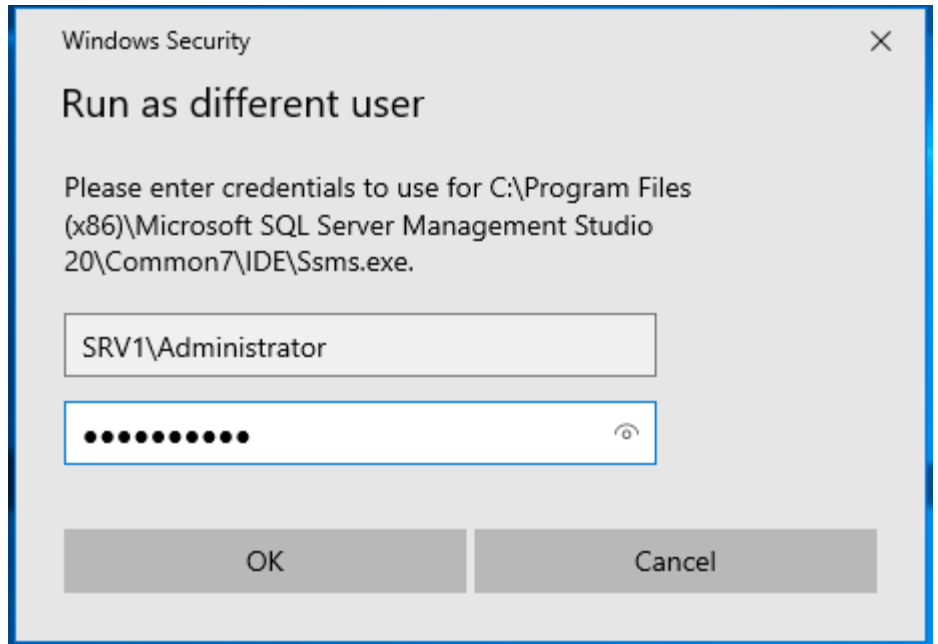 Windows Security
Run as different user
Please enter credentials to use for C:\Program Files
(x86)\Microsoft SQL Server Management Studio
20\Common7\IDE\Ssms.exe.
SRV1\Administrator
●●●●●●●●●●
OK
Cancel